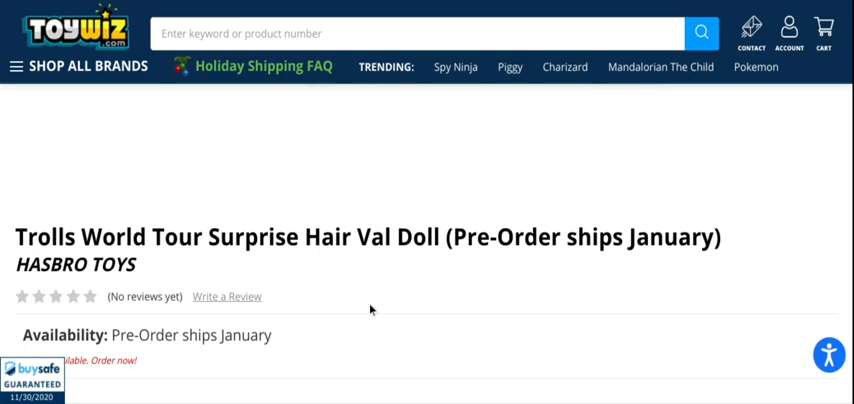 TOYWIZ
.com
Enter keyword or product number
CONTACT ACCOUNT CART
SHOP ALL BRANDS Holiday Shipping FAQ TRENDING: Spy Ninja Piggy Charizard Mandalorian The Child Pokemon
Trolls World Tour Surprise Hair Val Doll (Pre-Order ships January)
HASBRO TOYS
(No reviews yet) Write a Review
Availability: Pre-Order ships January
Order now!
buySAFE
GUARANTEED
11/30/2020